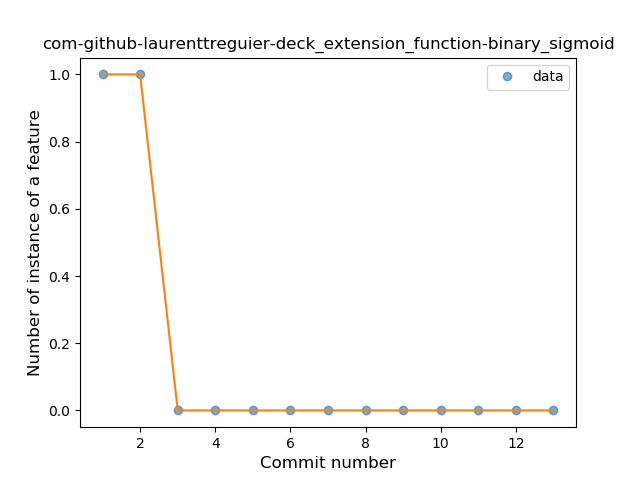 com-github-laurenttreguier-deck_extension_function-binary_sigmoid
data
Number of instance of a feature
1.0
0.8
0.6
0.4
0.2
0.0
2 4 6 8 10 12
Commit number